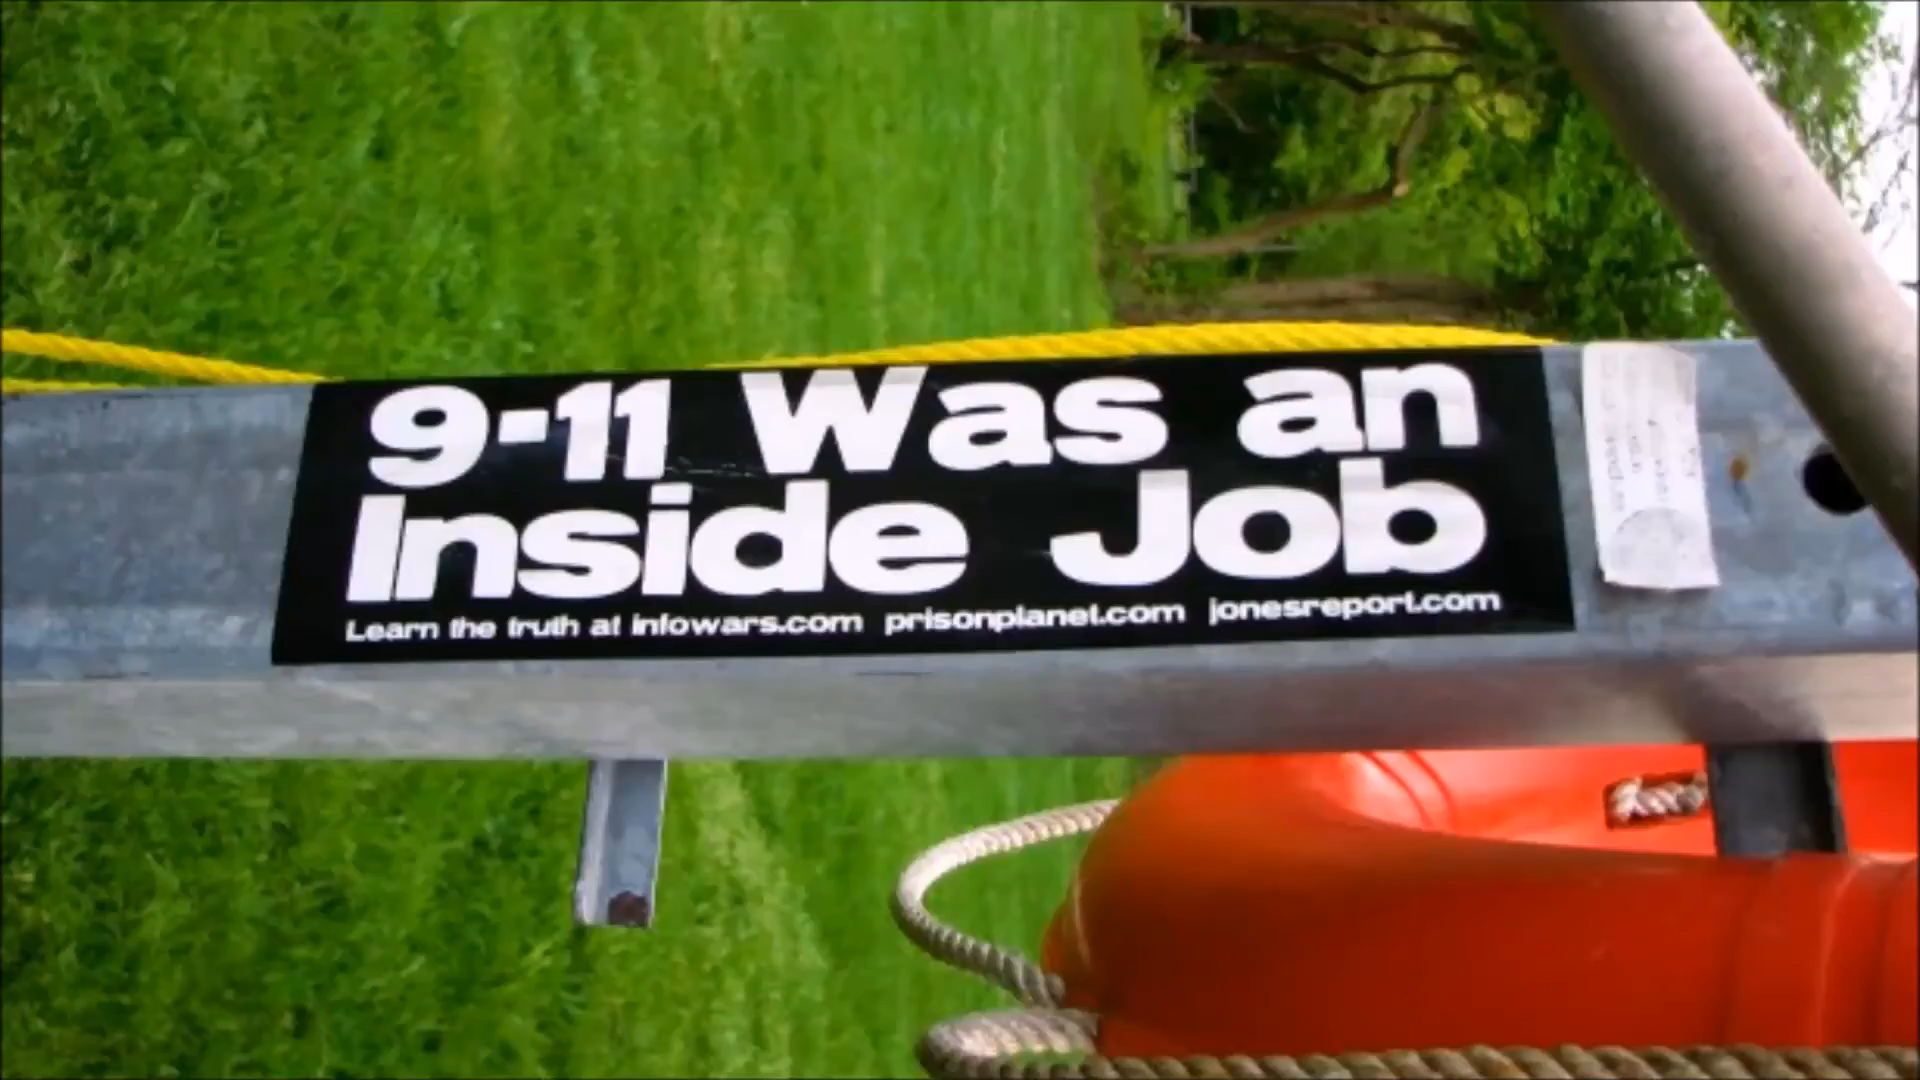 9-11 Was an
Inside Job
Learn the truth at infowars.com prisonplanet.com jonesreport.com